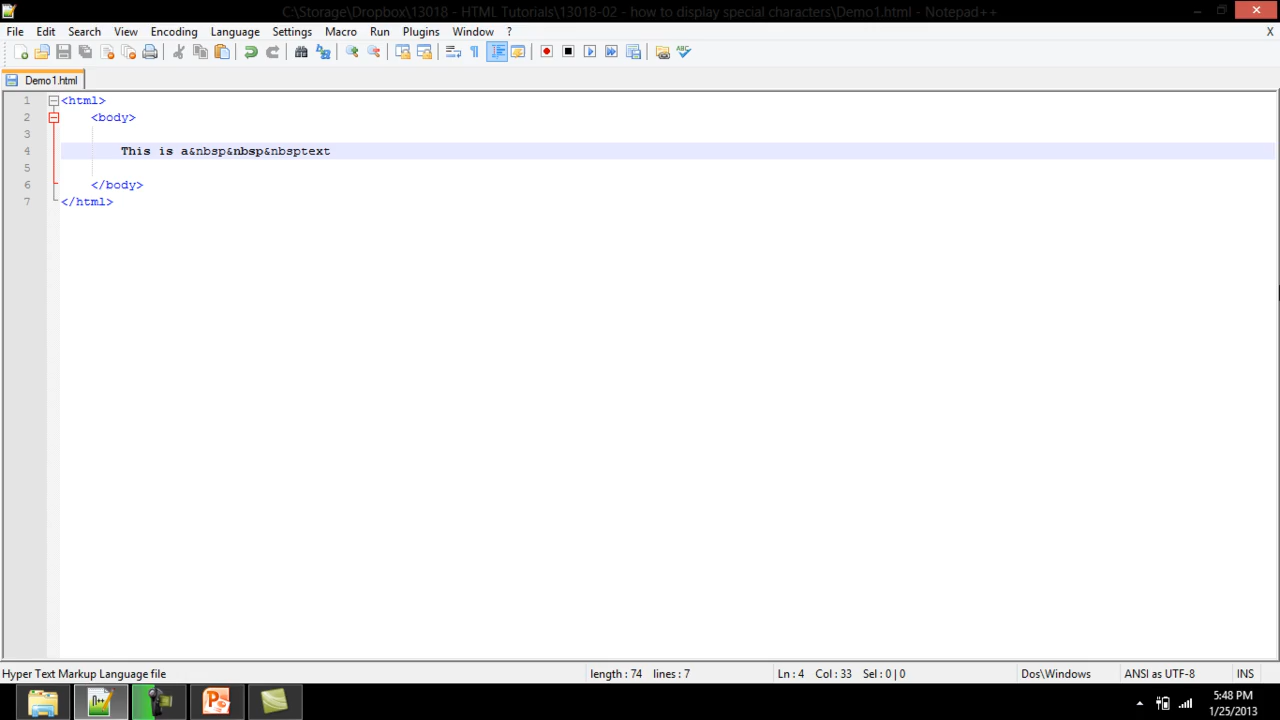 C:\Storage\Dropbox\13018 - HTML Tutorials\13018-02 - how to display special characters\Demo1.html - Notepad++
File Edit Search View Encoding Language Settings Macro Run Plugins Window ? X
Demo1.html
1 <html>
2 <body>
3
4 This is a&nbsp&nbsp&nbsptext
5
6 </body>
7 </html>
Hyper Text Markup Language file length : 74 lines : 7 Ln : 4 Col : 33 Sel : 0 | 0 Dos\Windows ANSI as UTF-8 INS
5:48 PM
1/25/2013